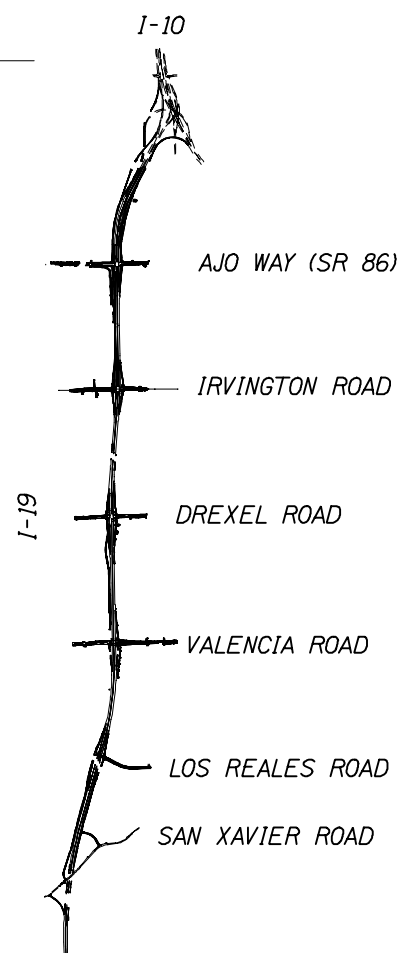 I-10
AJO WAY (SR 86)
IRVINGTON ROAD
I-19
DREXEL ROAD
VALENCIA ROAD
LOS REALES ROAD
SAN XAVIER ROAD